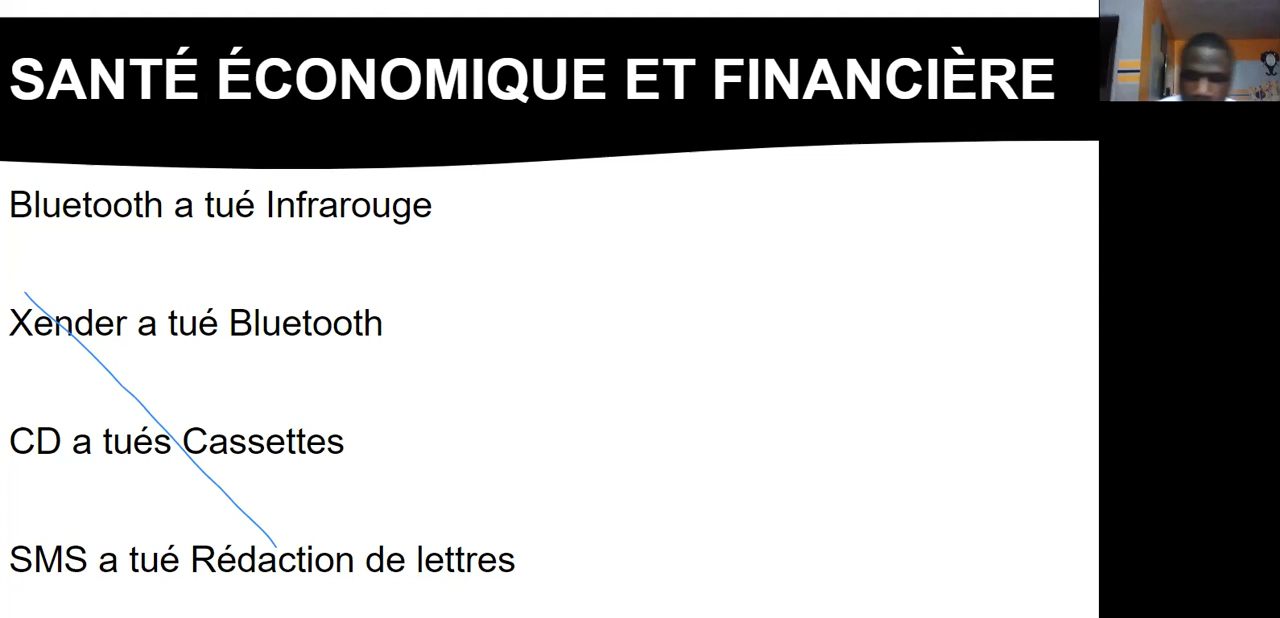 SANTÉ ÉCONOMIQUE ET FINANCIÈRE
Bluetooth a tué Infrarouge
Xender a tué Bluetooth
CD a tués Cassettes
SMS a tué Rédaction de lettres